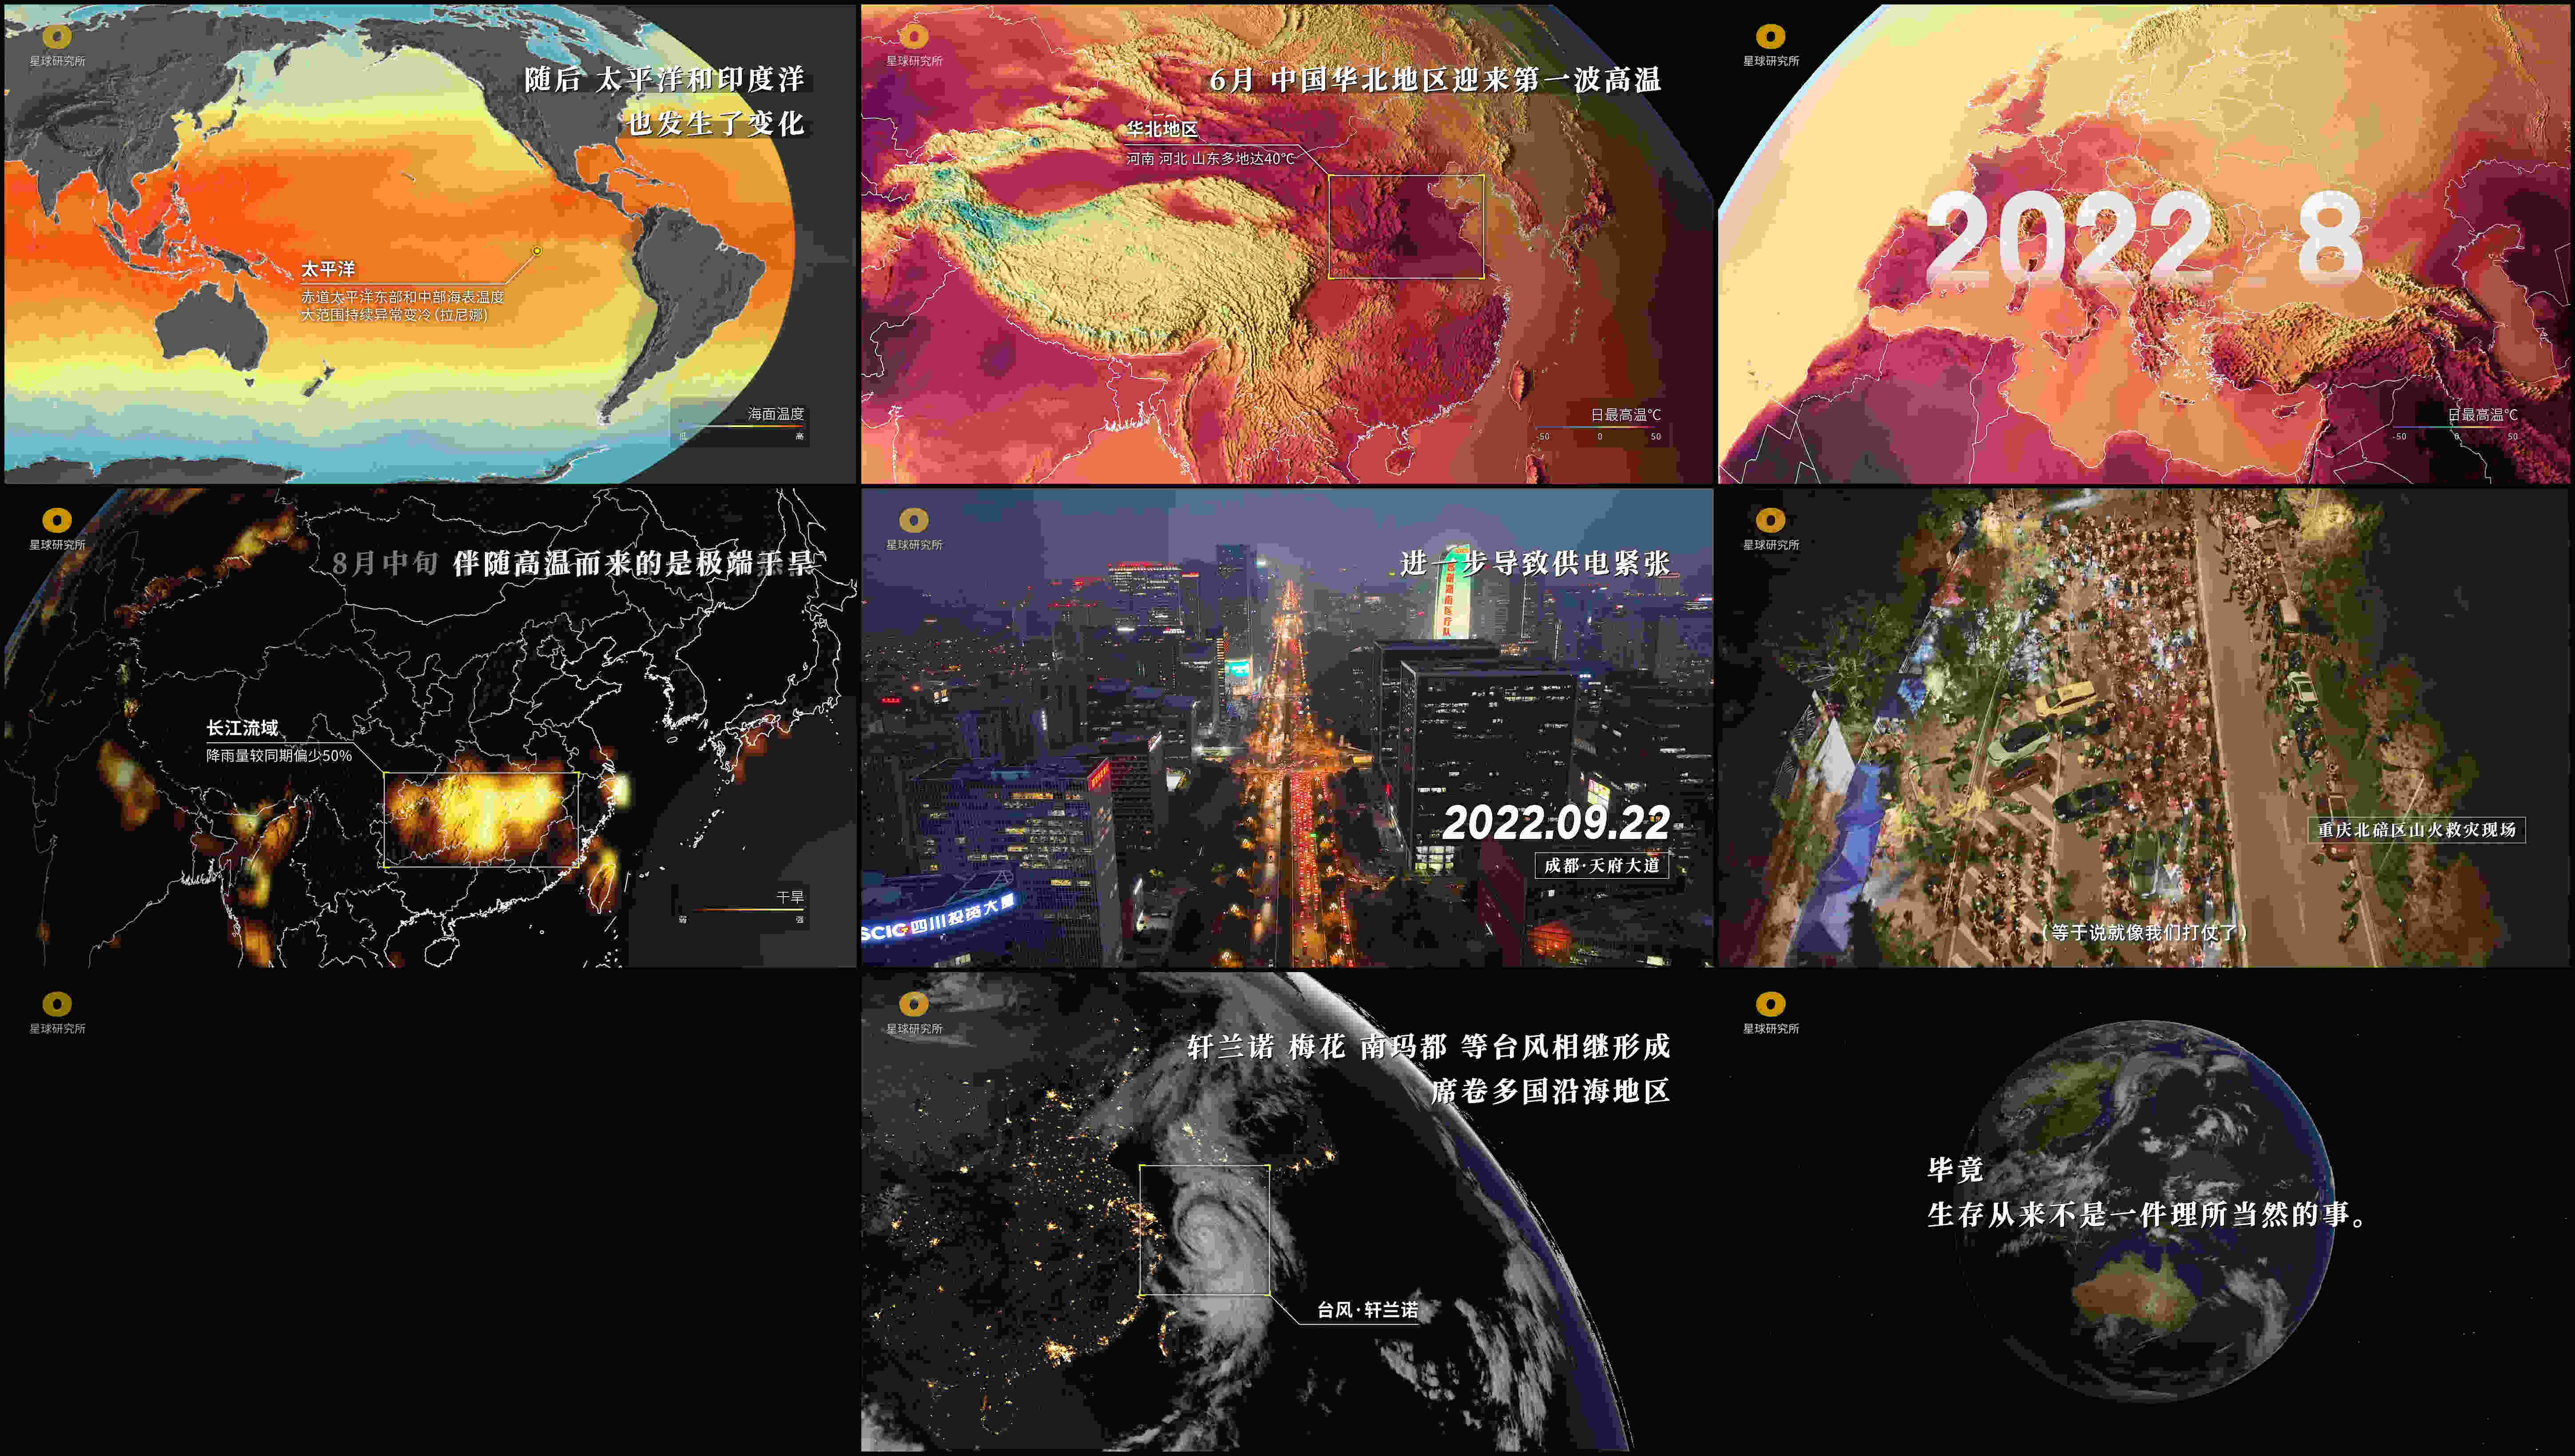 星球研究所
随后 太平洋和印度洋
也发生了变化
太平洋
赤道太平洋东部和中部海表温度
大范围持续异常变冷(拉尼娜)
海面温度
低 高
星球研究所
6月 中国华北地区迎来第一波高温
华北地区
河南 河北 山东多地达40°C
日最高温°C
-50 0 50
星球研究所
2022_8
日最高温°C
-50 0 50
星球研究所
8月中旬 伴随高温而来的是极端干旱
长江流域
降雨量较同期偏少50%
干旱
弱 强
星球研究所
进一步导致供电紧张
2022.09.22
成都·天府大道
SCIG 四川投资大厦
星球研究所
重庆北碚区山火救灾现场
(等于说就像我们打仗了)
星球研究所
星球研究所
轩兰诺 梅花 南玛都 等台风相继形成
席卷多国沿海地区
台风·轩兰诺
星球研究所
毕竟
生存从来不是一件理所当然的事。